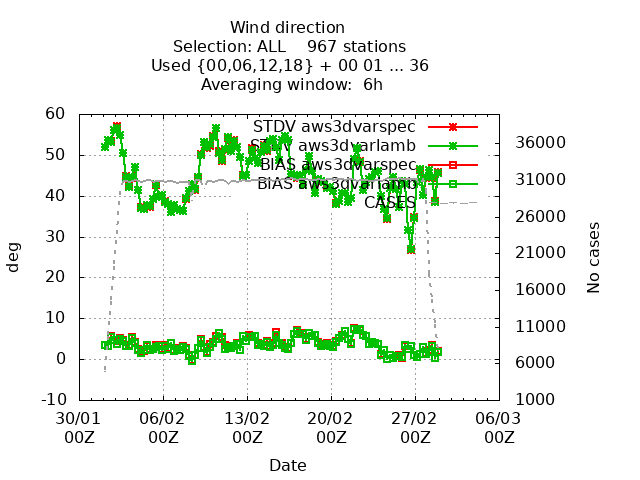 Wind direction
Selection: ALL    967 stations
Used {00,06,12,18} + 00 01 ... 36
Averaging window:  6h
STDV aws3dvarspec
STDV aws3dvarlamb
BIAS aws3dvarspec
BIAS aws3dvarlamb
CASES
60
50
40
30
20
10
0
-10
deg
36000
31000
26000
21000
16000
11000
6000
1000
No cases
30/01 06/02 13/02 20/02 27/02 06/03
00Z 00Z 00Z 00Z 00Z 00Z
Date